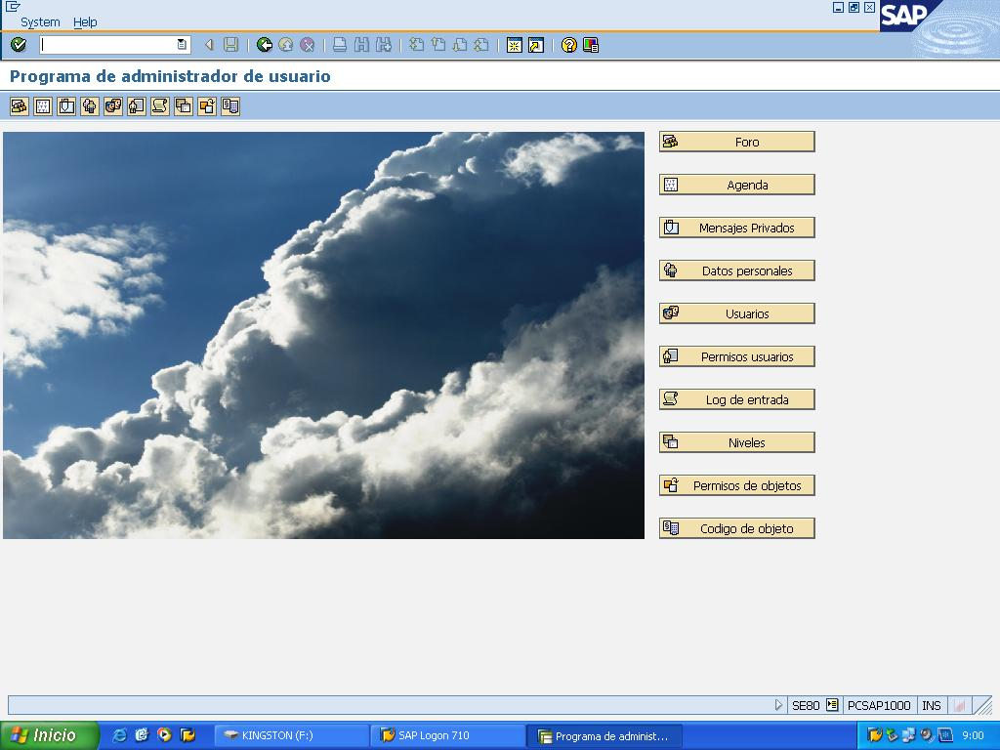 System Help
SAP
Programa de administrador de usuario
Foro
Agenda
Mensajes Privados
Datos personales
Usuarios
Permisos usuarios
Log de entrada
Niveles
Permisos de objetos
Codigo de objeto
SE80 PCSAP1000 INS
Inicio KINGSTON (F:) SAP Logon 710 Programa de administ... 9:00